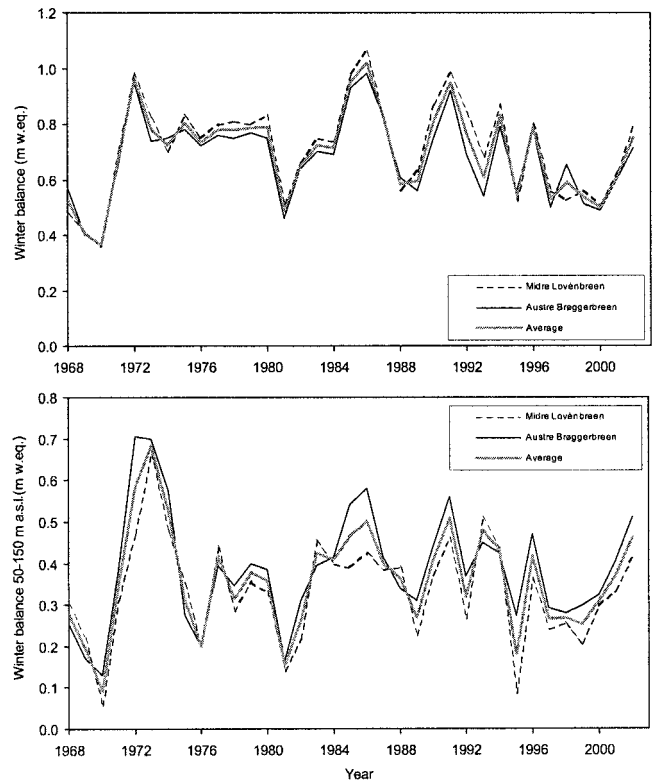 Winter balance (m w.eq.)
1.2
1.0
0.8
0.6
0.4
0.2
0.0
1968 1972 1976 1980 1984 1988 1992 1996 2000
Midre Lovénbreen
Austre Brøggerbreen
Average
Winter balance 50-150 m a.s.l.(m w.eq.)
0.8
0.7
0.6
0.5
0.4
0.3
0.2
0.1
0.0
1968 1972 1976 1980 1984 1988 1992 1996 2000
Midre Lovénbreen
Austre Brøggerbreen
Average
Year